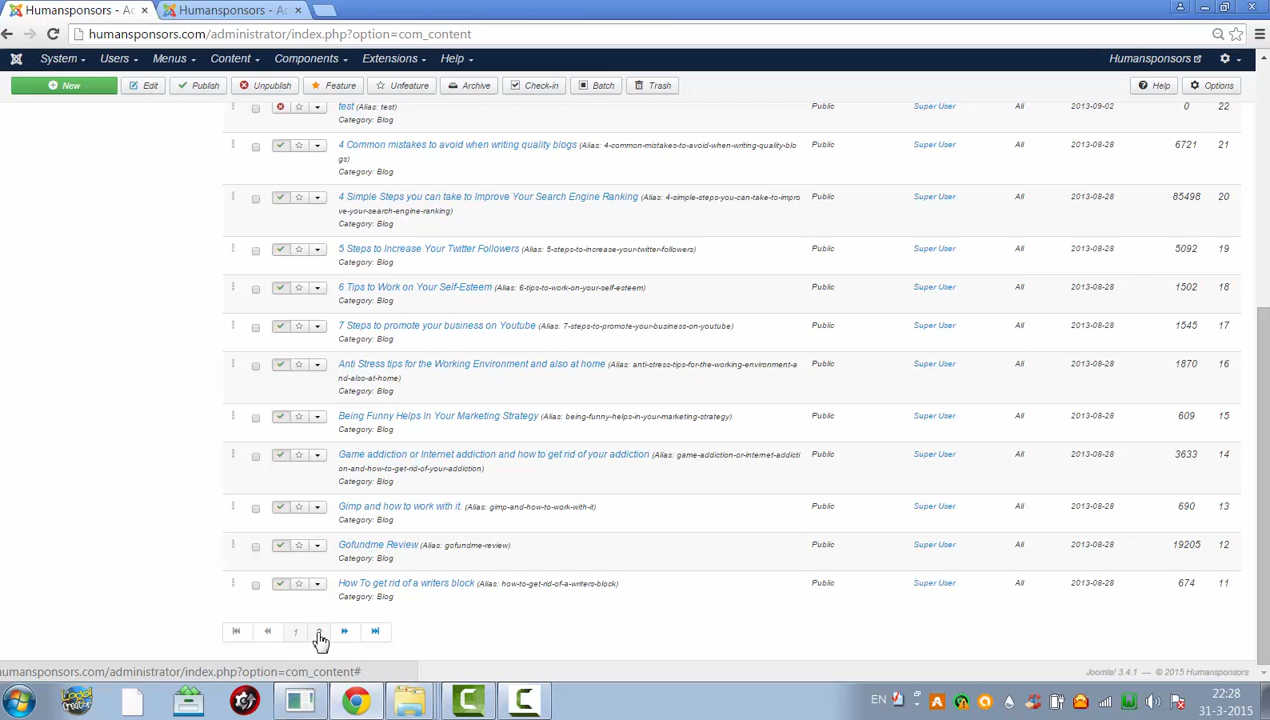 Humansponsors - Ac × Humansponsors - Ac ×
humansponsors.com/administrator/index.php?option=com_content
System Users Menus Content Components Extensions Help Humansponsors
New Edit Publish Unpublish Feature Unfeature Archive Check-in Batch Trash Help Options
test (Alias: test) Public Super User All 2013-09-02 0 22
Category: Blog
4 Common mistakes to avoid when writing quality blogs (Alias: 4-common-mistakes-to-avoid-when-writing-quality-blo Public Super User All 2013-08-28 6721 21
gs)
Category: Blog
4 Simple Steps you can take to Improve Your Search Engine Ranking (Alias: 4-simple-steps-you-can-take-to-impro Public Super User All 2013-08-28 85498 20
ve-your-search-engine-ranking)
Category: Blog
5 Steps to Increase Your Twitter Followers (Alias: 5-steps-to-increase-your-twitter-followers) Public Super User All 2013-08-28 5092 19
Category: Blog
6 Tips to Work on Your Self-Esteem (Alias: 6-tips-to-work-on-your-self-esteem) Public Super User All 2013-08-28 1502 18
Category: Blog
7 Steps to promote your business on Youtube (Alias: 7-steps-to-promote-your-business-on-youtube) Public Super User All 2013-08-28 1545 17
Category: Blog
Anti Stress tips for the Working Environment and also at home (Alias: anti-stress-tips-for-the-working-environment-a Public Super User All 2013-08-28 1870 16
nd-also-at-home)
Category: Blog
Being Funny Helps In Your Marketing Strategy (Alias: being-funny-helps-in-your-marketing-strategy) Public Super User All 2013-08-28 609 15
Category: Blog
Game addiction or Internet addiction and how to get rid of your addiction (Alias: game-addiction-or-internet-addicti Public Super User All 2013-08-28 3633 14
on-and-how-to-get-rid-of-your-addiction)
Category: Blog
Gimp and how to work with it. (Alias: gimp-and-how-to-work-with-it) Public Super User All 2013-08-28 690 13
Category: Blog
Gofundme Review (Alias: gofundme-review) Public Super User All 2013-08-28 19205 12
Category: Blog
How To get rid of a writers block (Alias: how-to-get-rid-of-a-writers-block) Public Super User All 2013-08-28 674 11
Category: Blog
1
humansponsors.com/administrator/index.php?option=com_content# Joomla! 3.4.1 — © 2015 Humansponsors
EN 22:28
31-3-2015